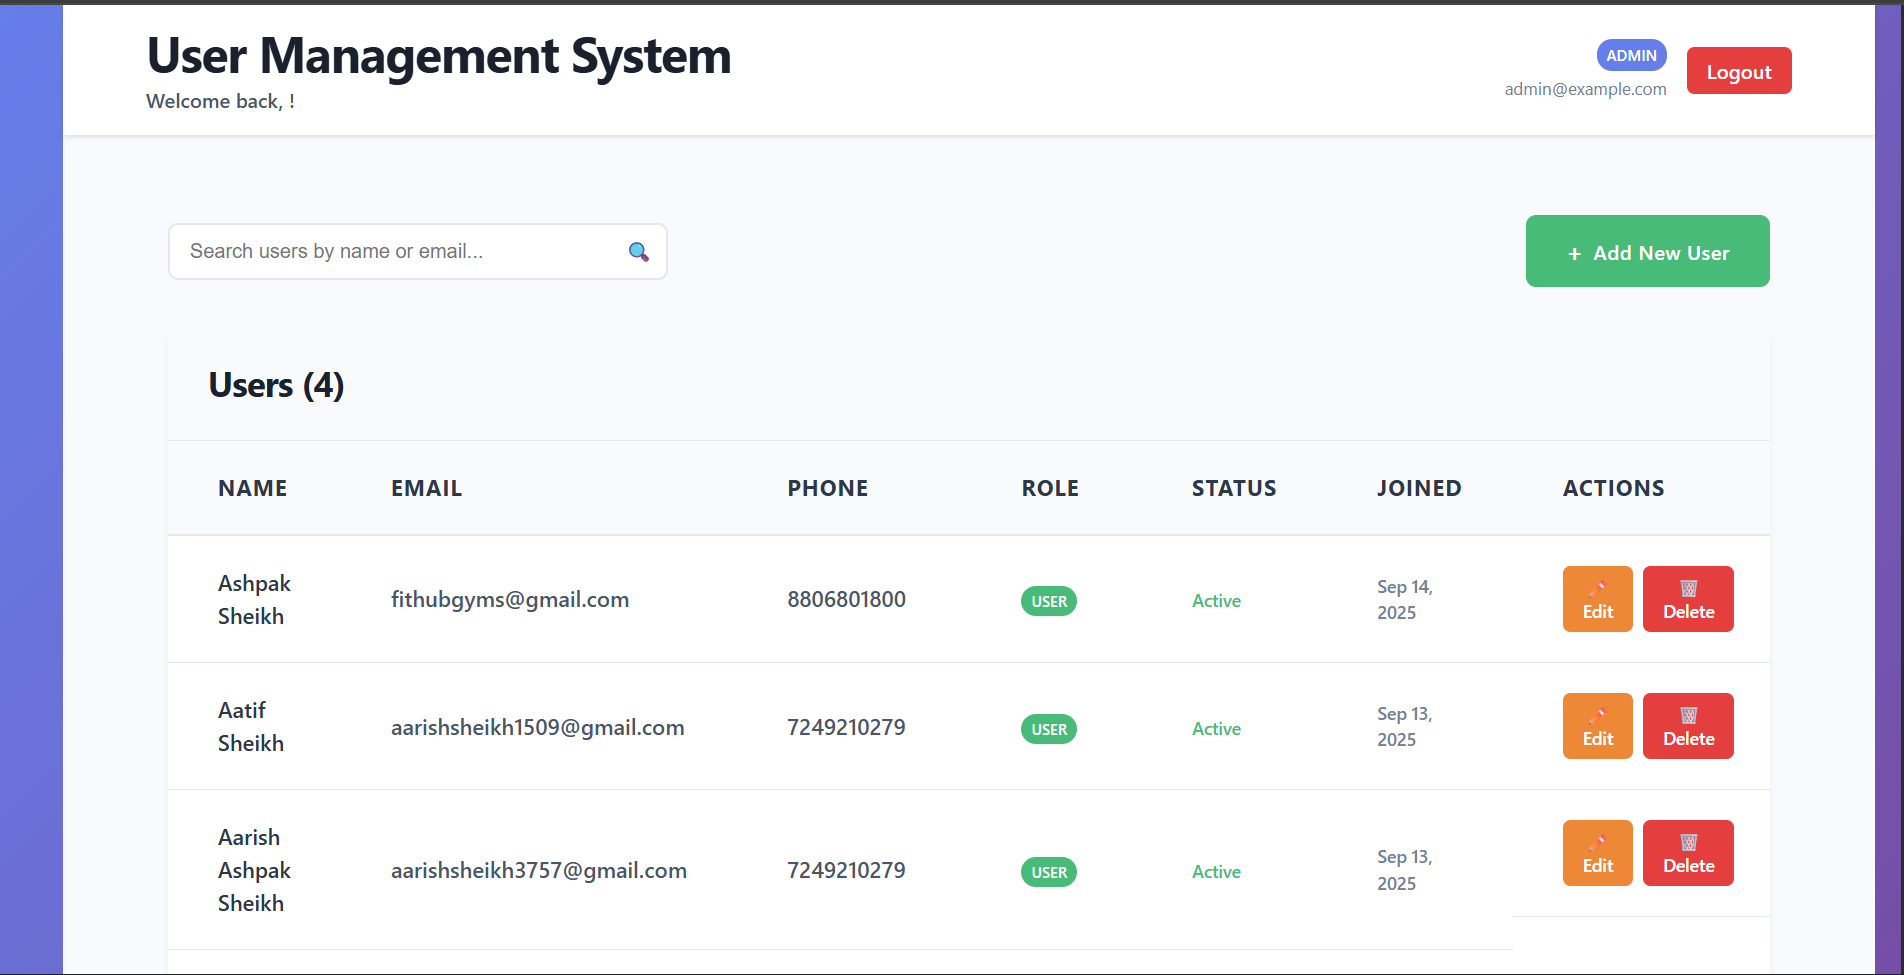 User Management System
Welcome back, !
ADMIN
admin@example.com
Logout
Search users by name or email...
+ Add New User
Users (4)
NAME EMAIL PHONE ROLE STATUS JOINED ACTIONS
Ashpak
Sheikh
fithubgyms@gmail.com
8806801800
USER
Active
Sep 14,
2025
Edit
Delete
Aatif
Sheikh
aarishsheikh1509@gmail.com
7249210279
USER
Active
Sep 13,
2025
Edit
Delete
Aarish
Ashpak
Sheikh
aarishsheikh3757@gmail.com
7249210279
USER
Active
Sep 13,
2025
Edit
Delete